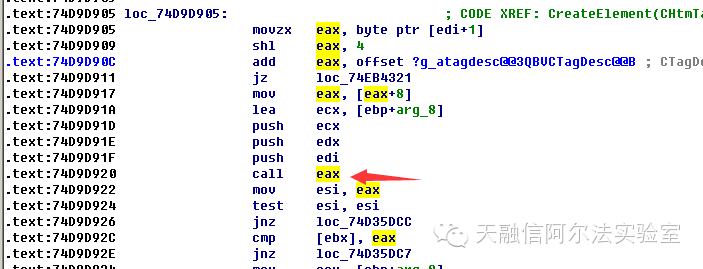 .text:74D9D905 loc_74D9D905: ; CODE XREF: CreateElement(CHtmTa
.text:74D9D905 movzx eax, byte ptr [edi+1]
.text:74D9D909 shl eax, 4
.text:74D9D90C add eax, offset ?g_atagdesc@@3QBVCTagDesc@@B ; CTagDe
.text:74D9D911 jz loc_74EB4321
.text:74D9D917 mov eax, [eax+8]
.text:74D9D91A lea ecx, [ebp+arg_8]
.text:74D9D91D push ecx
.text:74D9D91E push edx
.text:74D9D91F push edi
.text:74D9D920 call eax
.text:74D9D922 mov esi, eax
.text:74D9D924 test esi, esi
.text:74D9D926 jnz loc_74D35DCC
.text:74D9D92C cmp [ebx], eax
.text:74D9D92E jnz loc_74D35DC7
天融信阿尔法实验室